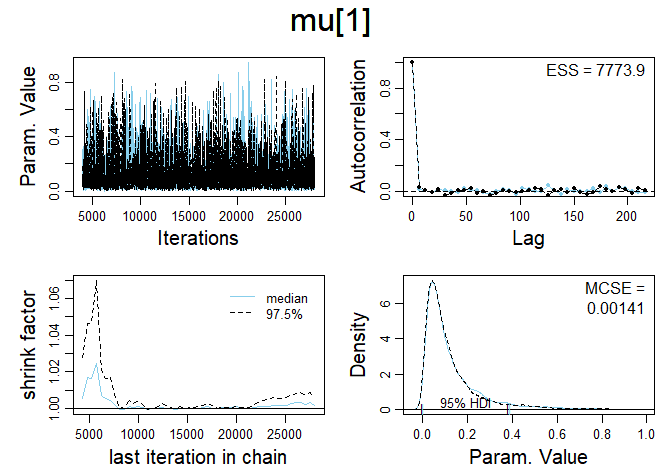 mu[1]
Param. Value
0.0 0.4 0.8
5000 10000 15000 20000 25000
Iterations
Autocorrelation
0.0 0.4 0.8
ESS = 7773.9
0 50 100 150 200
Lag
shrink factor
1.00 1.02 1.04 1.06
median
97.5%
5000 10000 15000 20000 25000
last iteration in chain
Density
0 2 4 6
MCSE =
0.00141
95% HDI
0.0 0.2 0.4 0.6 0.8 1.0
Param. Value